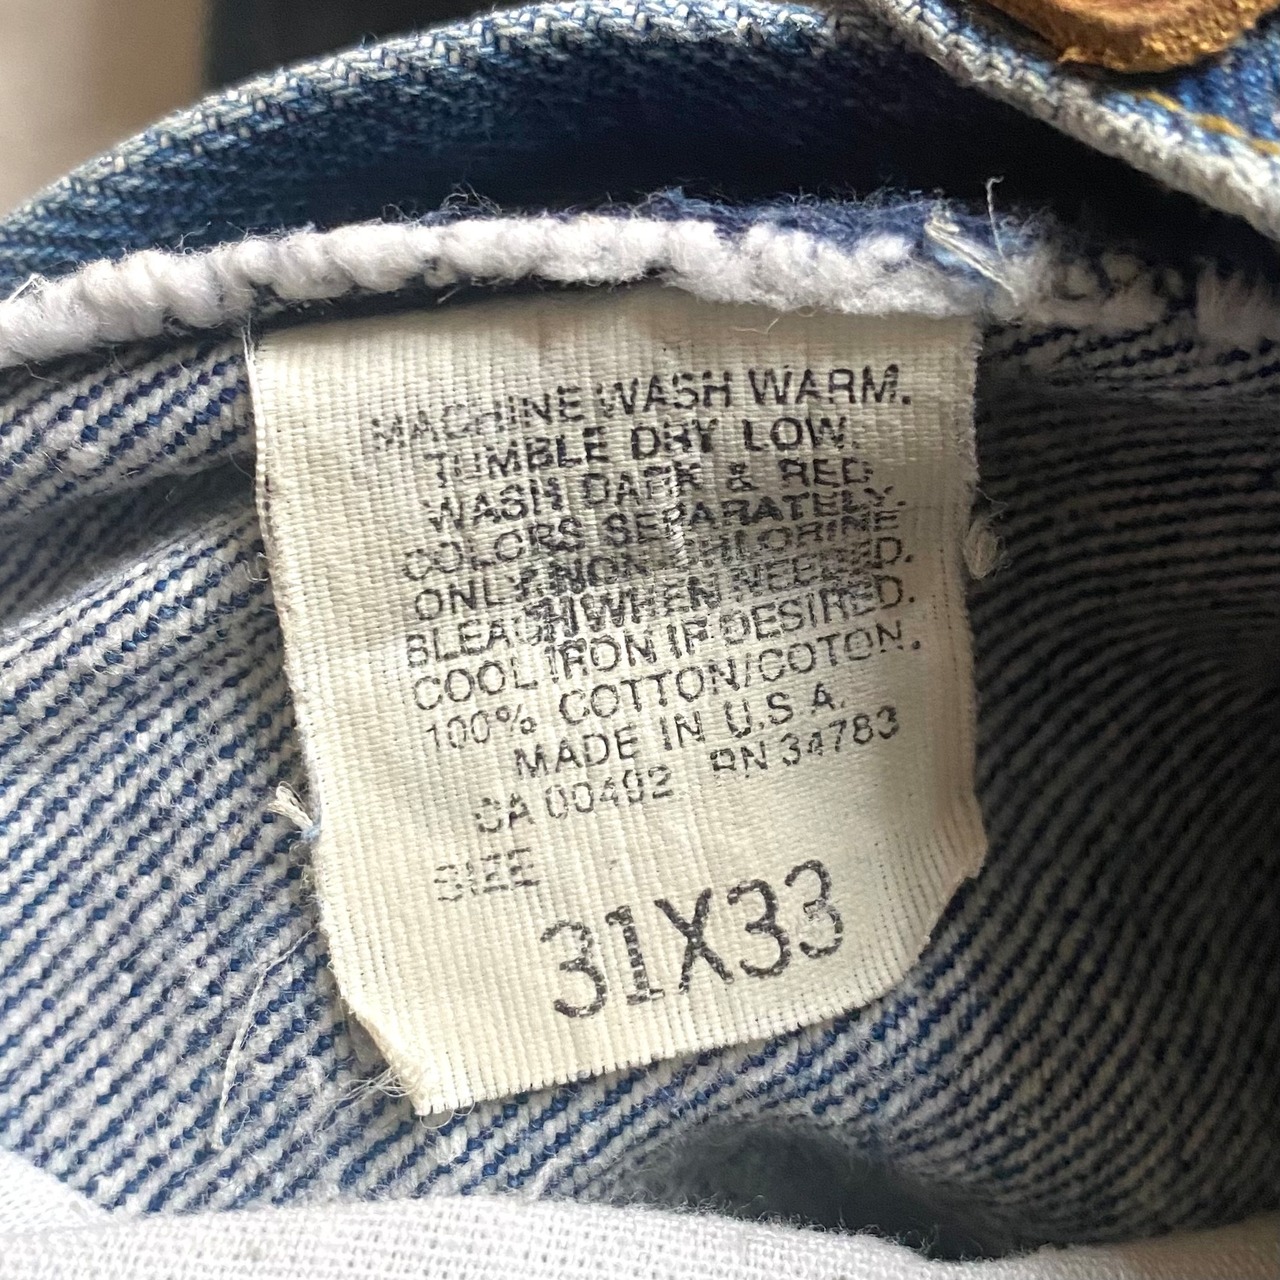 MACHINE WASH WARM.
TUMBLE DRY LOW.
WASH DARK & RED
COLORS SEPARATELY.
ONLY NON-CHLORINE
BLEACH WHEN NEEDED.
COOL IRON IF DESIRED.
100% COTTON/COTON.
MADE IN U.S.A.
CA 00492 RN 34783
SIZE
31X33